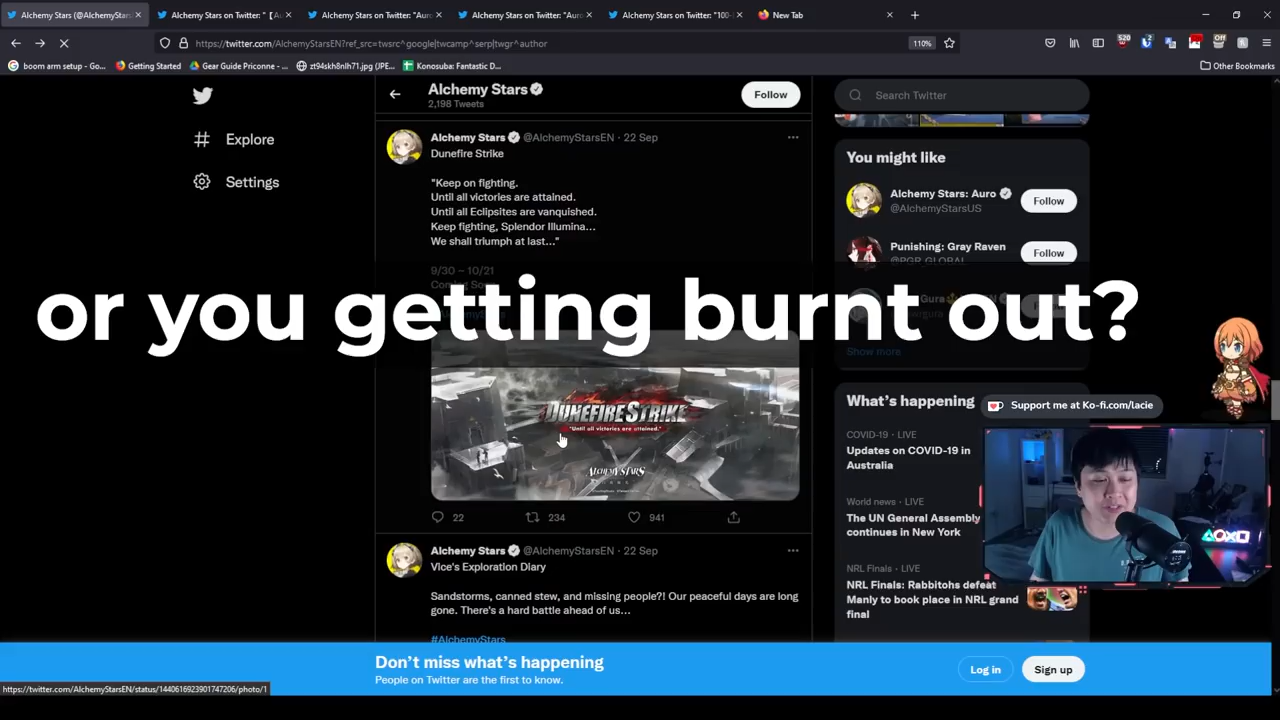 Alchemy Stars (@AlchemyStar
Alchemy Stars on Twitter: "【A
Alchemy Stars on Twitter: "Auro
Alchemy Stars on Twitter: "Auro
Alchemy Stars on Twitter: "100-
New Tab
https://twitter.com/AlchemyStarsEN?ref_src=twsrc^google|twcamp^serp|twgr^author
110%
520
Off
boom arm setup - Go...
Getting Started
Gear Guide Priconne -...
zt94skh8nlh71.jpg (JPE...
Konosuba: Fantastic D...
Other Bookmarks
Alchemy Stars
2,198 Tweets
Follow
Search Twitter
Explore
Settings
Alchemy Stars @AlchemyStarsEN · 22 Sep
Dunefire Strike
"Keep on fighting.
Until all victories are attained.
Until all Eclipsites are vanquished.
Keep fighting, Splendor Illumina...
We shall triumph at last..."
9/30 – 10/21
You might like
Alchemy Stars: Auro
@AlchemyStarsUS
Follow
Punishing: Gray Raven
@PGR_GLOBAL
Follow
or you getting burnt out?
Show more
DUNEFIRE STRIKE
"Until all victories are attained."
ALCHEMY STARS
22
234
941
What's happening
Support me at Ko-fi.com/lacie
COVID-19 · LIVE
Updates on COVID-19 in
Australia
World news · LIVE
The UN General Assembly
continues in New York
NRL Finals · LIVE
NRL Finals: Rabbitohs defeat
Manly to book place in NRL grand
final
Alchemy Stars @AlchemyStarsEN · 22 Sep
Vice's Exploration Diary
Sandstorms, canned stew, and missing people?! Our peaceful days are long
gone. There's a hard battle ahead of us...
#AlchemyStars
Don't miss what's happening
People on Twitter are the first to know.
Log in
Sign up
https://twitter.com/AlchemyStarsEN/status/1440616923901747206/photo/1